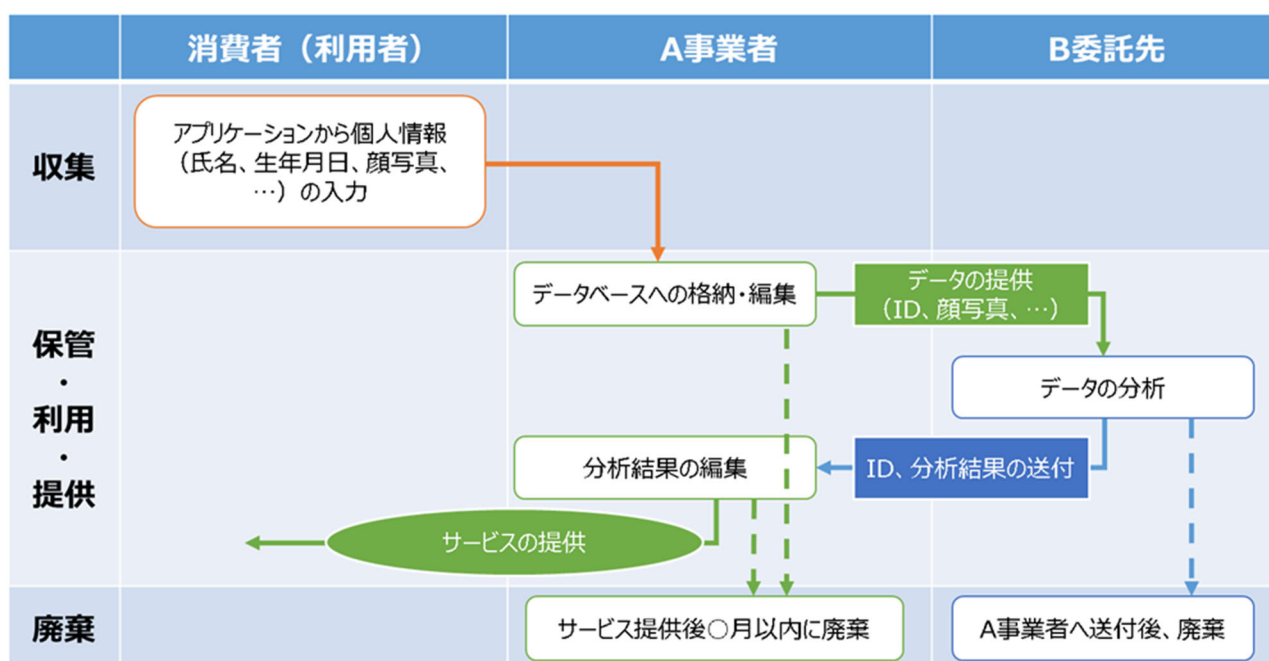 消費者（利用者）
A事業者
B委託先
収集
アプリケーションから個人情報
（氏名、生年月日、顔写真、
…）の入力
保管
・
利用
・
提供
データベースへの格納・編集
データの提供
（ID、顔写真、…）
データの分析
分析結果の編集
ID、分析結果の送付
サービスの提供
廃棄
サービス提供後○月以内に廃棄
A事業者へ送付後、廃棄